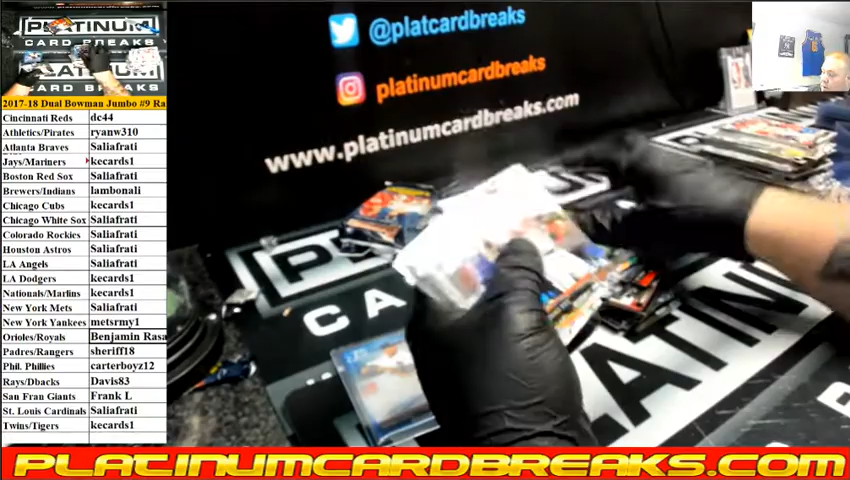 PLATINUM
CARD BREAKS
2017-18 Dual Bowman Jumbo #9 Ra
Cincinnati Reds dc44
Athletics/Pirates ryanw310
Atlanta Braves Saliafrati
Jays/Mariners kecards1
Boston Red Sox Saliafrati
Brewers/Indians lambonali
Chicago Cubs kecards1
Chicago White Sox Saliafrati
Colorado Rockies Saliafrati
Houston Astros Saliafrati
LA Angels Saliafrati
LA Dodgers kecards1
Nationals/Marlins kecards1
New York Mets Saliafrati
New York Yankees metsrmy1
Orioles/Royals Benjamin Rasa
Padres/Rangers sheriff18
Phil. Phillies carterboyz12
Rays/Dbacks Davis83
San Fran Giants Frank L
St. Louis Cardinals Saliafrati
Twins/Tigers kecards1
@platcardbreaks
platinumcardbreaks
www.platinumcardbreaks.com
P
CA
LATINU
PLATINUMCARDBREAKS.COM